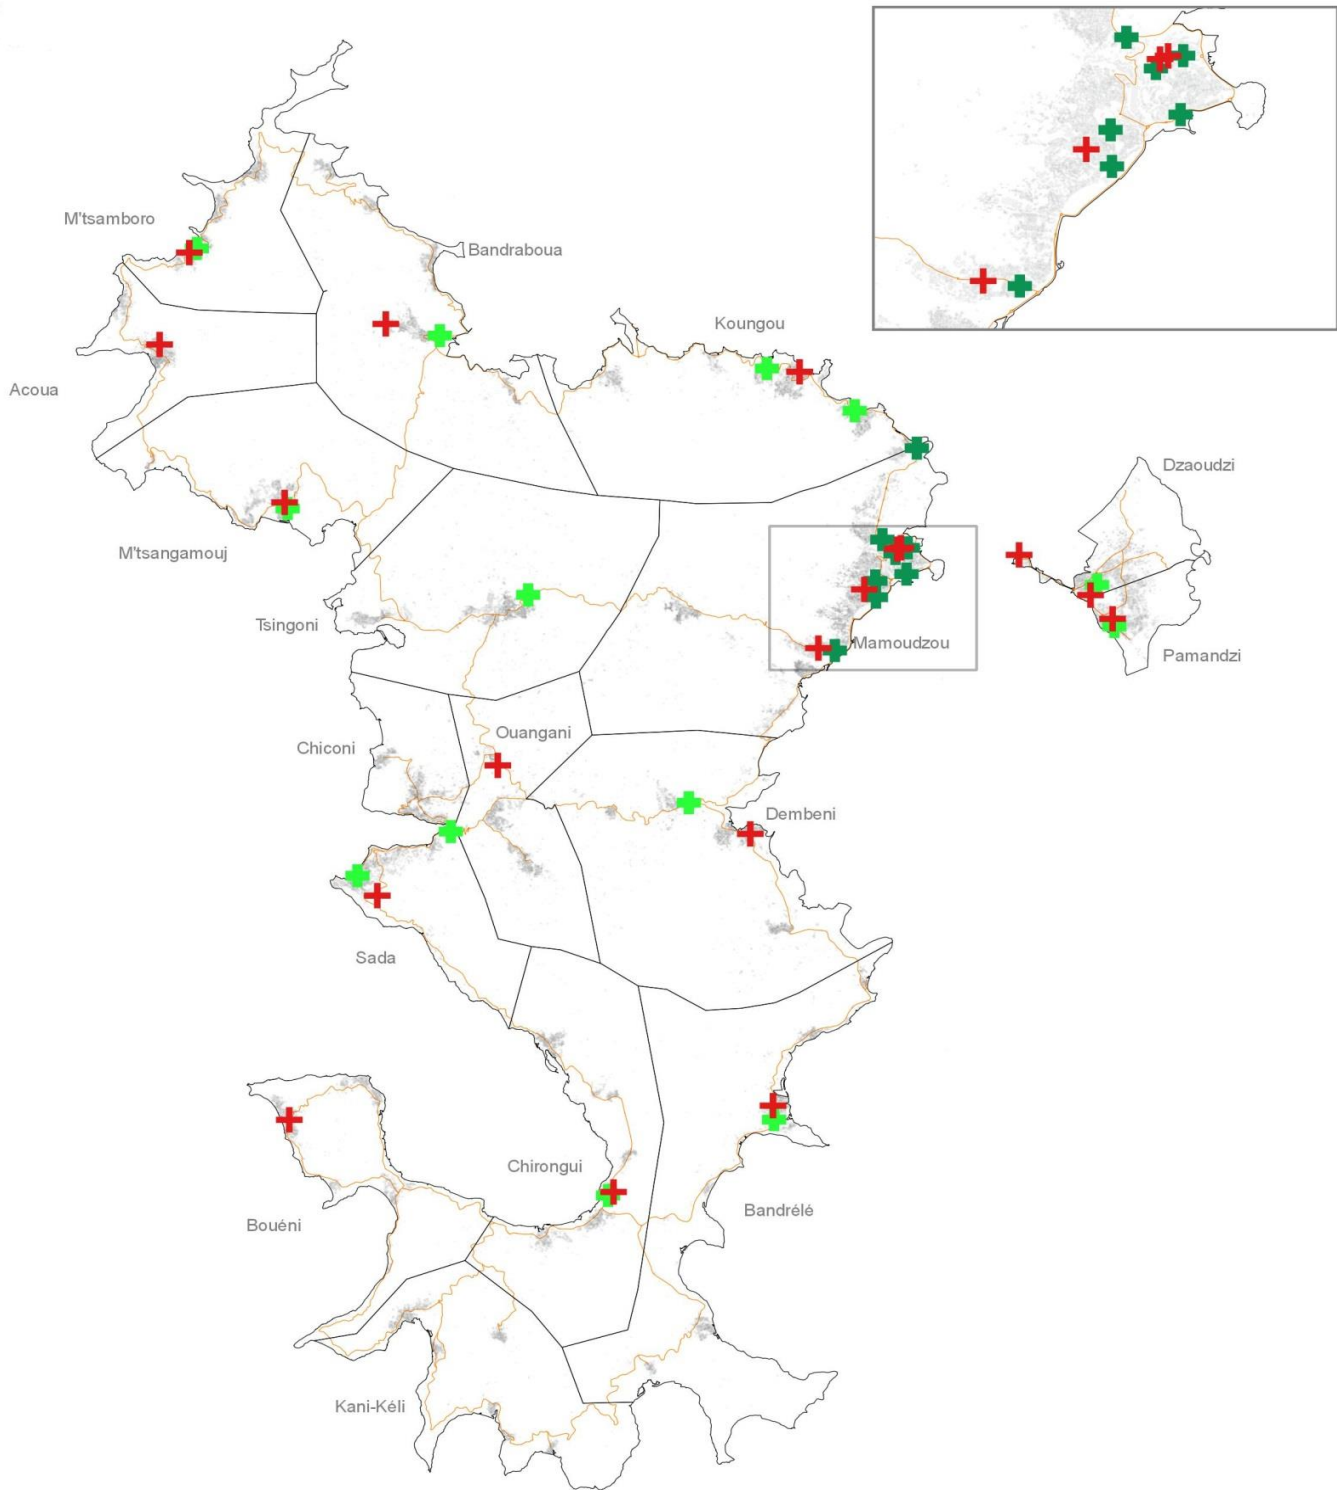 M'tsamboro
Bandraboua
Koungou
Acoua
Dzaoudzi
M'tsangamouj
Tsingoni
Mamoudzou
Pamandzi
Ouangani
Chiconi
Dembeni
Sada
Chirongui
Bandrélé
Bouéni
Kani-Kéli